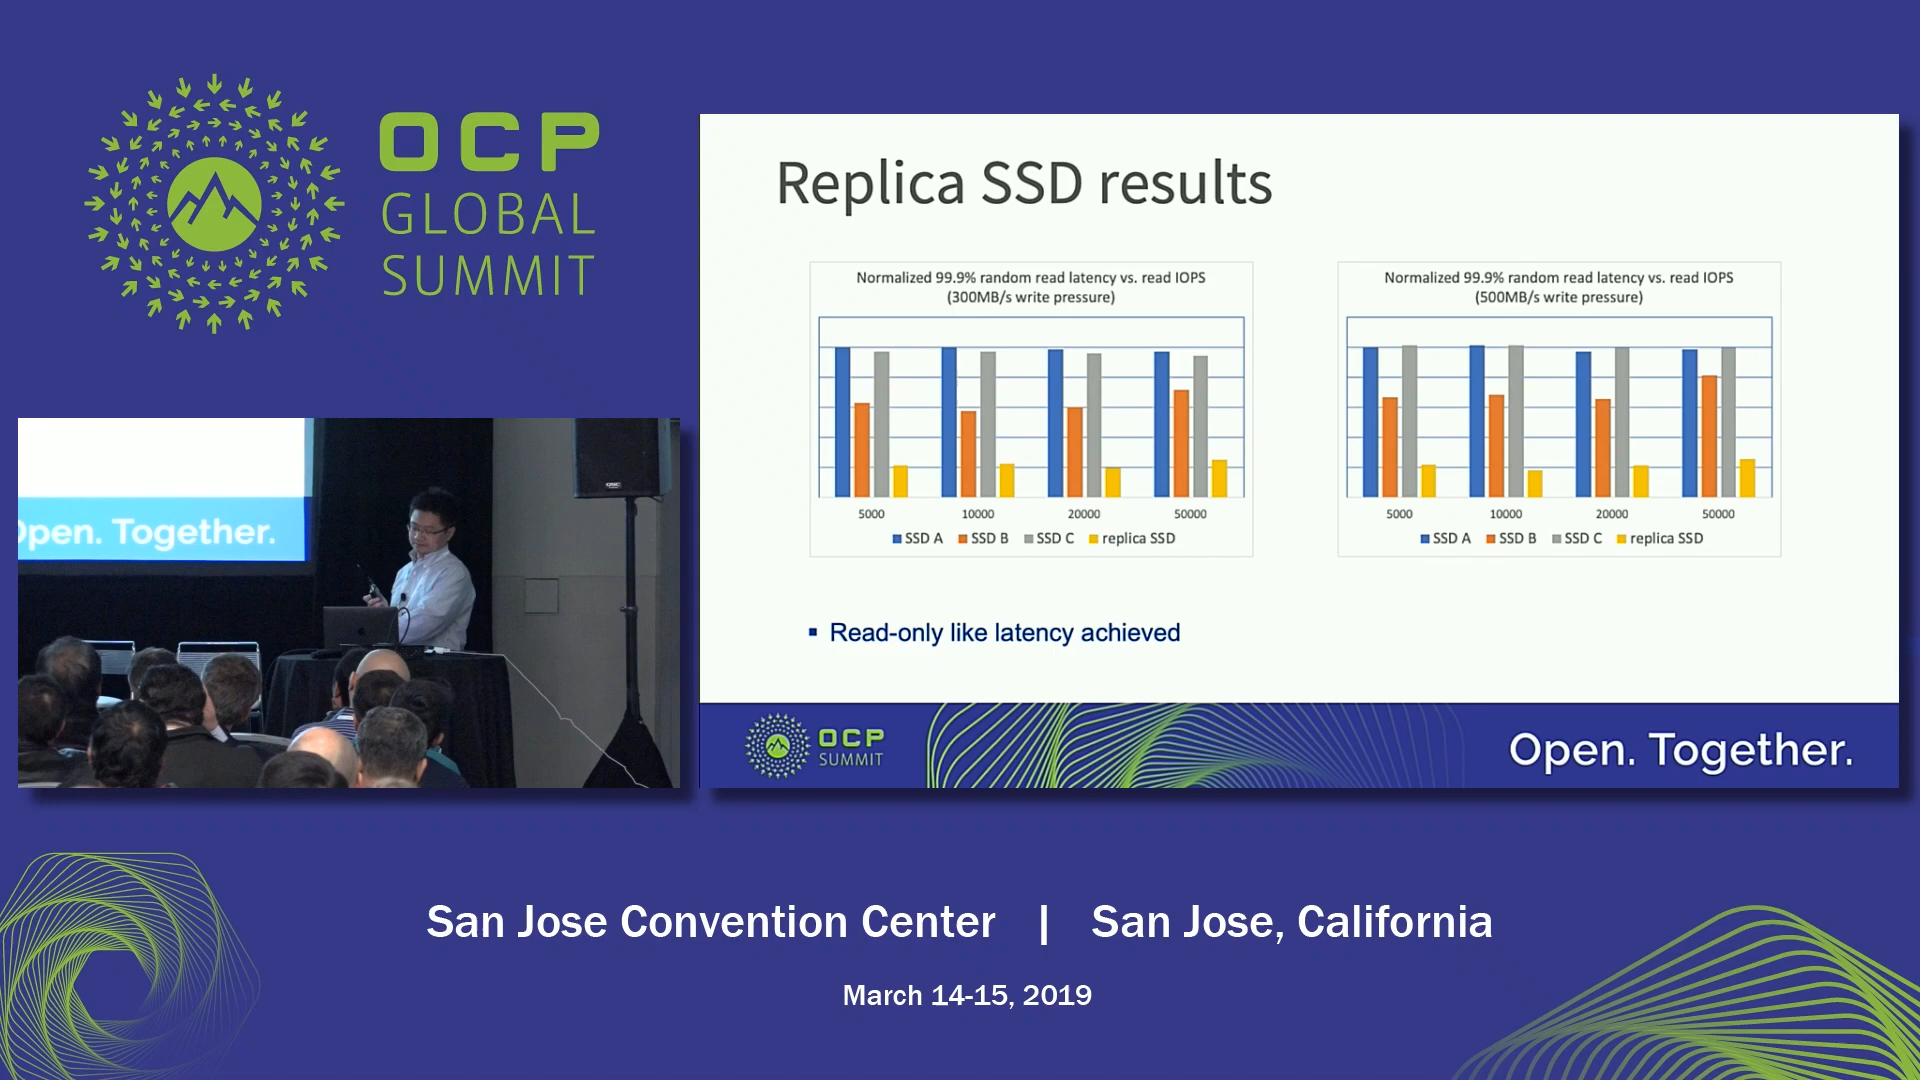 OCP
GLOBAL
SUMMIT
Replica SSD results
Normalized 99.9% random read latency vs. read IOPS
(300MB/s write pressure)
5000 10000 20000 50000
SSD A SSD B SSD C replica SSD
Normalized 99.9% random read latency vs. read IOPS
(500MB/s write pressure)
5000 10000 20000 50000
SSD A SSD B SSD C replica SSD
Read-only like latency achieved
OCP
SUMMIT
Open. Together.
Open. Together.
San Jose Convention Center | San Jose, California
March 14-15, 2019